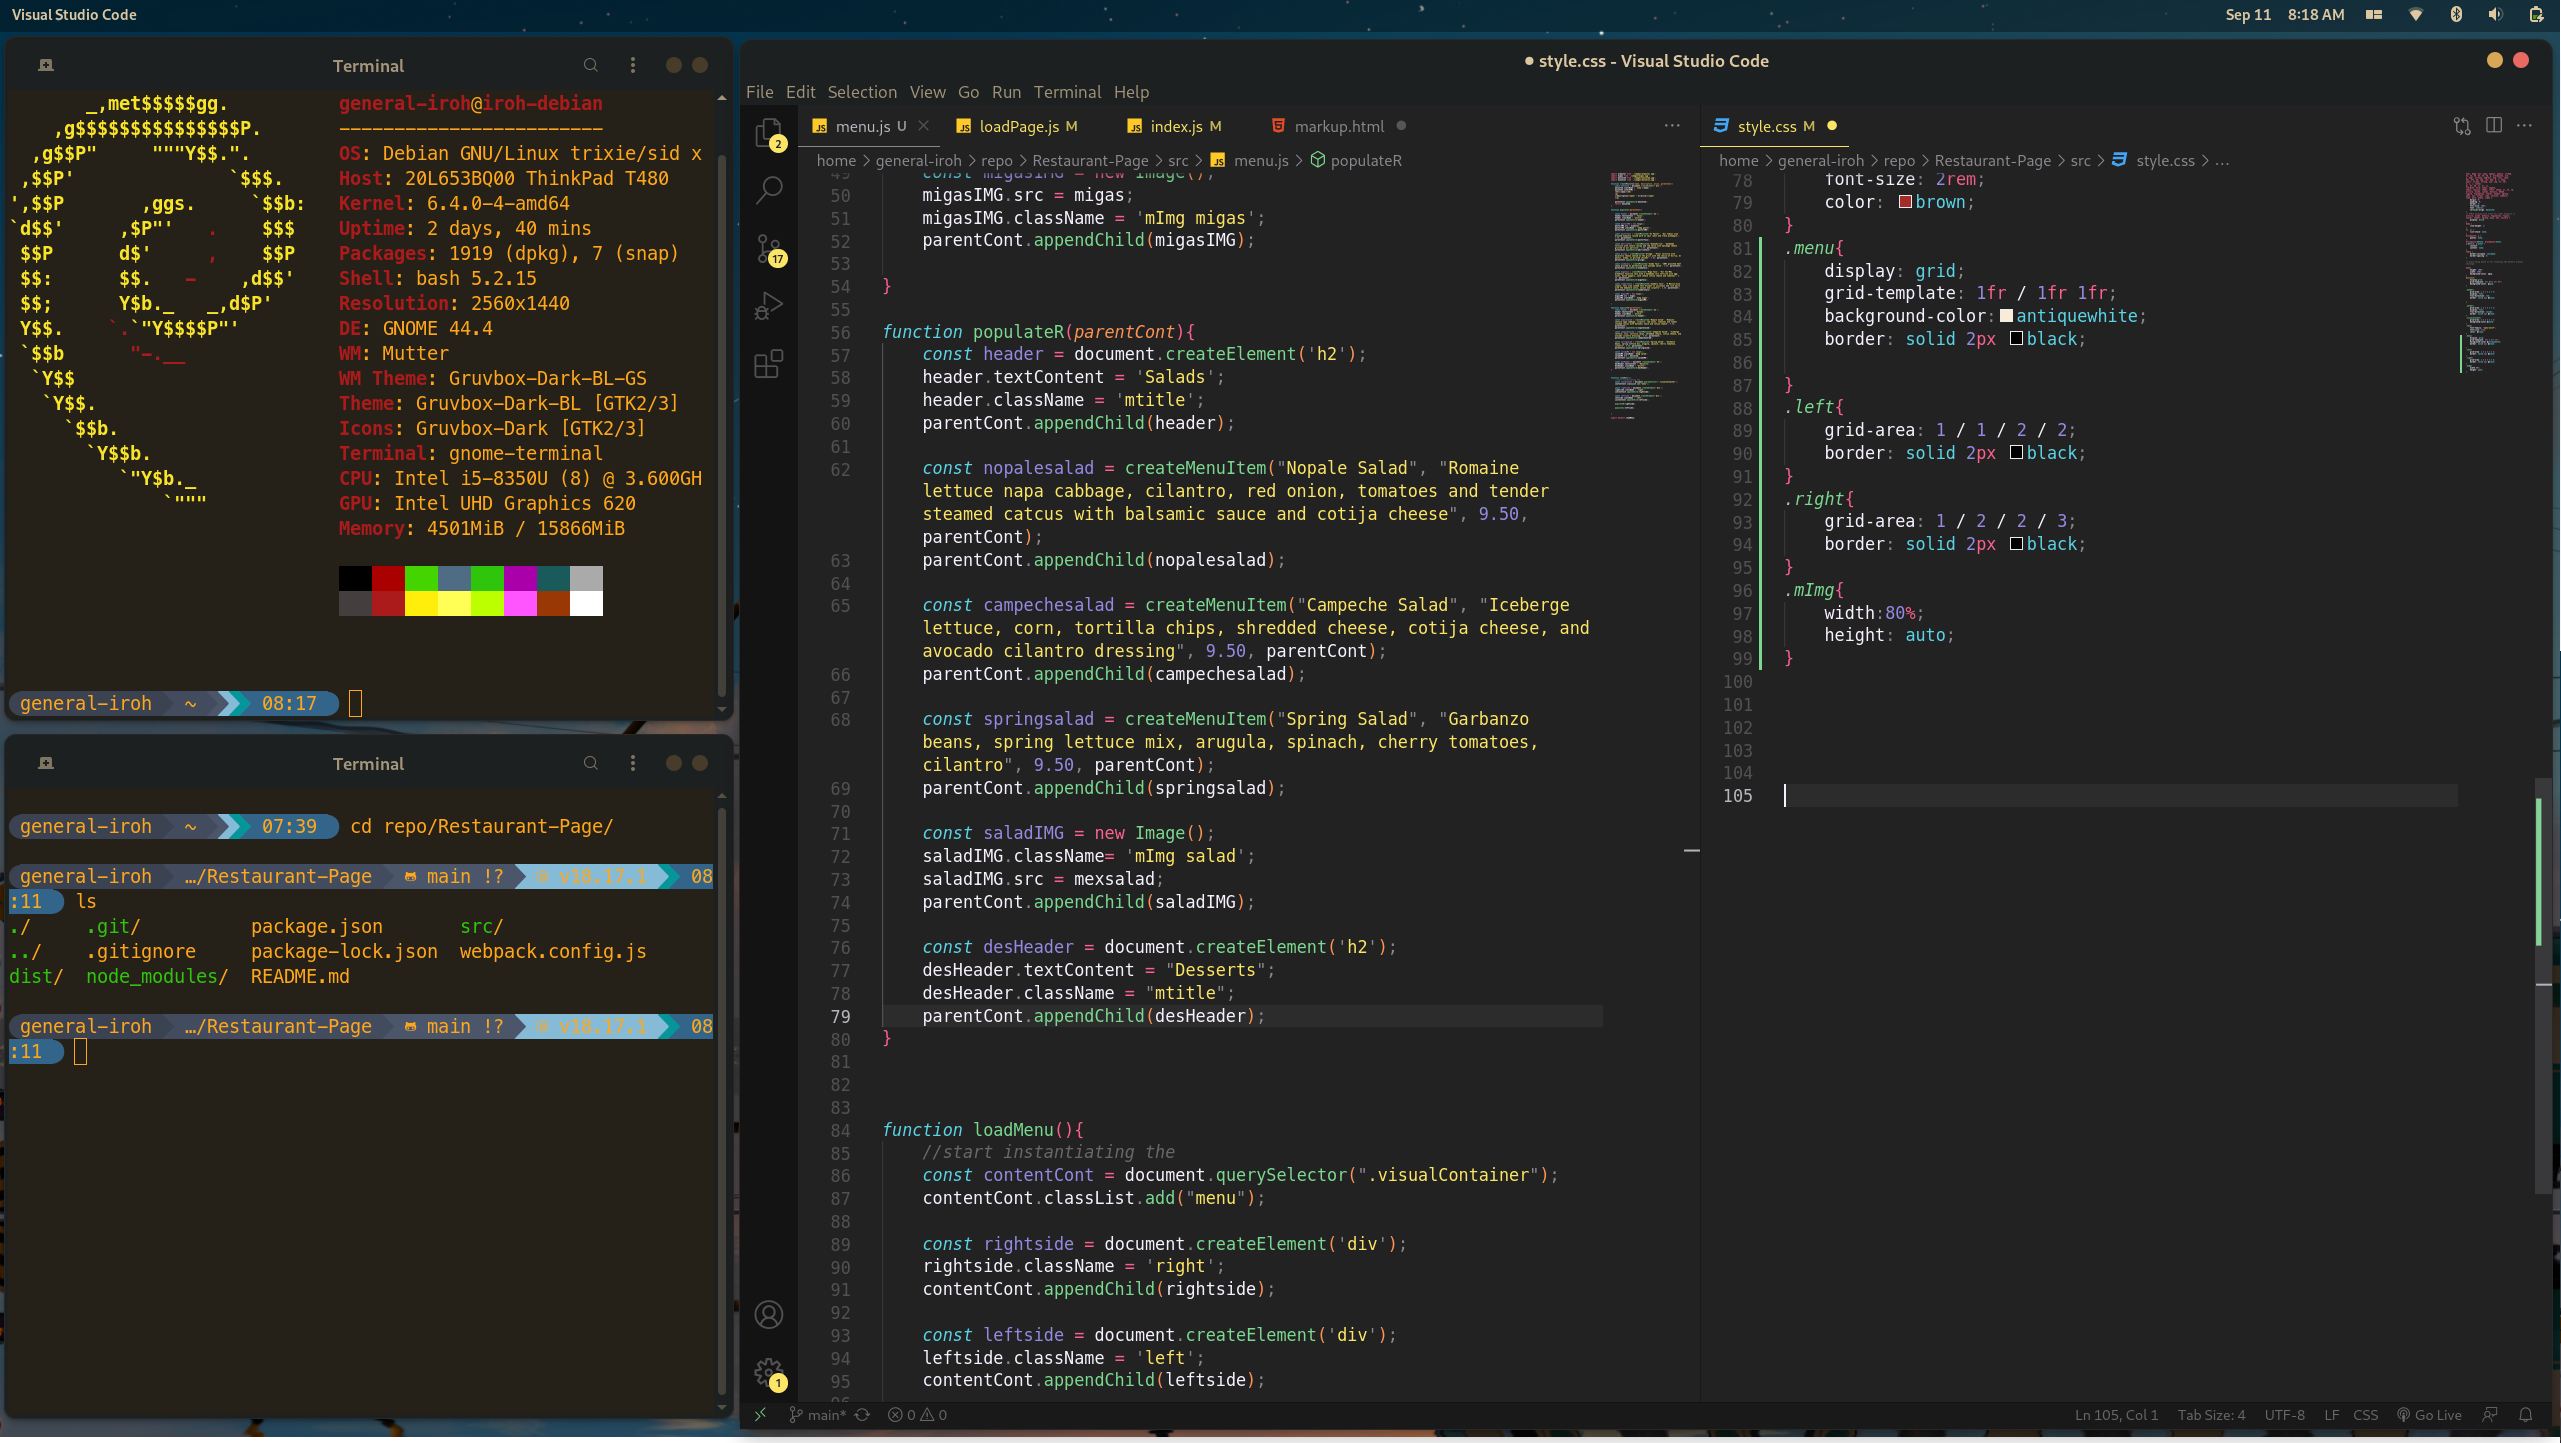 Visual Studio Code
Sep 11 8:18 AM
Terminal
_,met$$$$$gg.
,g$$$$$$$$$$$$$$$P.
,g$$P" """Y$$.".
,$$P' `$$$.
',$$P ,ggs. `$$b:
`d$$' ,$P"' . $$$
$$P d$' , $$P
$$: $$. - ,d$$'
$$; Y$b._ _,d$P'
Y$$. `.`"Y$$$$P"'
`$$b "-.__
`Y$$
`Y$$.
`$$b.
`Y$$b.
`"Y$b._
`"""
general-iroh@iroh-debian
------------------------
OS: Debian GNU/Linux trixie/sid x
Host: 20L653BQ00 ThinkPad T480
Kernel: 6.4.0-4-amd64
Uptime: 2 days, 40 mins
Packages: 1919 (dpkg), 7 (snap)
Shell: bash 5.2.15
Resolution: 2560x1440
DE: GNOME 44.4
WM: Mutter
WM Theme: Gruvbox-Dark-BL-GS
Theme: Gruvbox-Dark-BL [GTK2/3]
Icons: Gruvbox-Dark [GTK2/3]
Terminal: gnome-terminal
CPU: Intel i5-8350U (8) @ 3.600GH
GPU: Intel UHD Graphics 620
Memory: 4501MiB / 15866MiB
general-iroh ~ 08:17
Terminal
general-iroh ~ 07:39 cd repo/Restaurant-Page/
general-iroh …/Restaurant-Page main !? v18.17.1 08
:11 ls
./ .git/ package.json src/
../ .gitignore package-lock.json webpack.config.js
dist/ node_modules/ README.md
general-iroh …/Restaurant-Page main !? v18.17.1 08
:11
● style.css - Visual Studio Code
File Edit Selection View Go Run Terminal Help
2
17
1
menu.js U loadPage.js M index.js M markup.html
home > general-iroh > repo > Restaurant-Page > src > menu.js > populateR
49 const migasIMG = new Image();
50 migasIMG.src = migas;
51 migasIMG.className = 'mImg migas';
52 parentCont.appendChild(migasIMG);
53
54 }
55
56 function populateR(parentCont){
57 const header = document.createElement('h2');
58 header.textContent = 'Salads';
59 header.className = 'mtitle';
60 parentCont.appendChild(header);
61
62 const nopalesalad = createMenuItem("Nopale Salad", "Romaine
lettuce napa cabbage, cilantro, red onion, tomatoes and tender
steamed catcus with balsamic sauce and cotija cheese", 9.50,
parentCont);
63 parentCont.appendChild(nopalesalad);
64
65 const campechesalad = createMenuItem("Campeche Salad", "Iceberge
lettuce, corn, tortilla chips, shredded cheese, cotija cheese, and
avocado cilantro dressing", 9.50, parentCont);
66 parentCont.appendChild(campechesalad);
67
68 const springsalad = createMenuItem("Spring Salad", "Garbanzo
beans, spring lettuce mix, arugula, spinach, cherry tomatoes,
cilantro", 9.50, parentCont);
69 parentCont.appendChild(springsalad);
70
71 const saladIMG = new Image();
72 saladIMG.className= 'mImg salad';
73 saladIMG.src = mexsalad;
74 parentCont.appendChild(saladIMG);
75
76 const desHeader = document.createElement('h2');
77 desHeader.textContent = "Desserts";
78 desHeader.className = "mtitle";
79 parentCont.appendChild(desHeader);
80 }
81
82
83
84 function loadMenu(){
85 //start instantiating the
86 const contentCont = document.querySelector(".visualContainer");
87 contentCont.classList.add("menu");
88
89 const rightside = document.createElement('div');
90 rightside.className = 'right';
91 contentCont.appendChild(rightside);
92
93 const leftside = document.createElement('div');
94 leftside.className = 'left';
95 contentCont.appendChild(leftside);
96
style.css M
home > general-iroh > repo > Restaurant-Page > src > style.css > ...
78 font-size: 2rem;
79 color: brown;
80 }
81 .menu{
82 display: grid;
83 grid-template: 1fr / 1fr 1fr;
84 background-color: antiquewhite;
85 border: solid 2px black;
86
87 }
88 .left{
89 grid-area: 1 / 1 / 2 / 2;
90 border: solid 2px black;
91 }
92 .right{
93 grid-area: 1 / 2 / 2 / 3;
94 border: solid 2px black;
95 }
96 .mImg{
97 width:80%;
98 height: auto;
99 }
100
101
102
103
104
105
main* 0 0
Ln 105, Col 1 Tab Size: 4 UTF-8 LF CSS Go Live